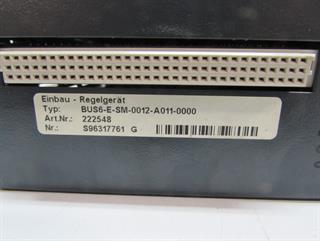 Einbau - Regelgerät
Typ: BUS6-E-SM-0012-A011-0000
Art.Nr.: 222548
Nr.: S96317761 G